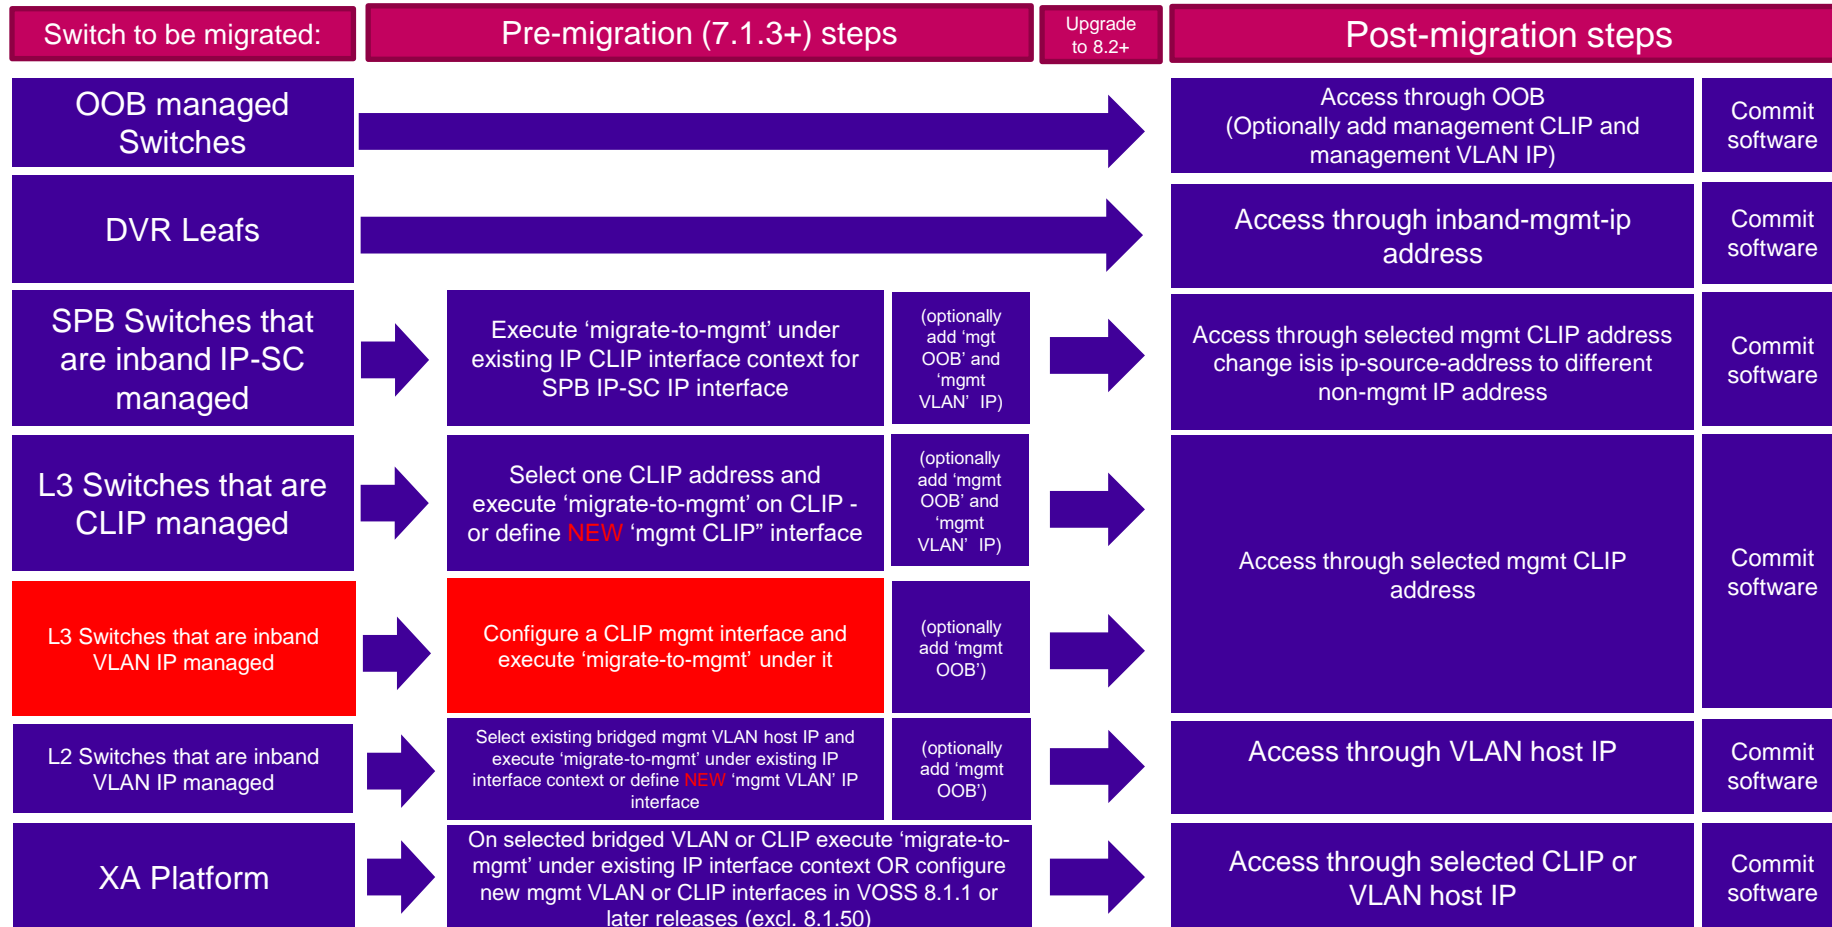 Switch to be migrated:
Pre-migration (7.1.3+) steps
Upgrade
to 8.2+
Post-migration steps
OOB managed
Switches
Access through OOB
(Optionally add management CLIP and
management VLAN IP)
Commit
software
DVR Leafs
Access through inband-mgmt-ip
address
Commit
software
SPB Switches that
are inband IP-SC
managed
Execute ‘migrate-to-mgmt’ under
existing IP CLIP interface context for
SPB IP-SC IP interface
(optionally
add ‘mgt
OOB’ and
‘mgmt
VLAN’ IP)
Access through selected mgmt CLIP address
change isis ip-source-address to different
non-mgmt IP address
Commit
software
L3 Switches that are
CLIP managed
Select one CLIP address and
execute ‘migrate-to-mgmt’ on CLIP -
or define NEW ‘mgmt CLIP” interface
(optionally
add ‘mgmt
OOB’ and
‘mgmt
VLAN’ IP)
Access through selected mgmt CLIP
address
Commit
software
L3 Switches that are inband
VLAN IP managed
Configure a CLIP mgmt interface and
execute ‘migrate-to-mgmt’ under it
(optionally
add ‘mgmt
OOB’)
L2 Switches that are inband
VLAN IP managed
Select existing bridged mgmt VLAN host IP and
execute ‘migrate-to-mgmt’ under existing IP
interface context or define NEW ‘mgmt VLAN’ IP
interface
(optionally
add ‘mgmt
OOB’)
Access through VLAN host IP
Commit
software
XA Platform
On selected bridged VLAN or CLIP execute ‘migrate-to-
mgmt’ under existing IP interface context OR configure
new mgmt VLAN or CLIP interfaces in VOSS 8.1.1 or
later releases (excl. 8.1.50)
Access through selected CLIP or
VLAN host IP
Commit
software